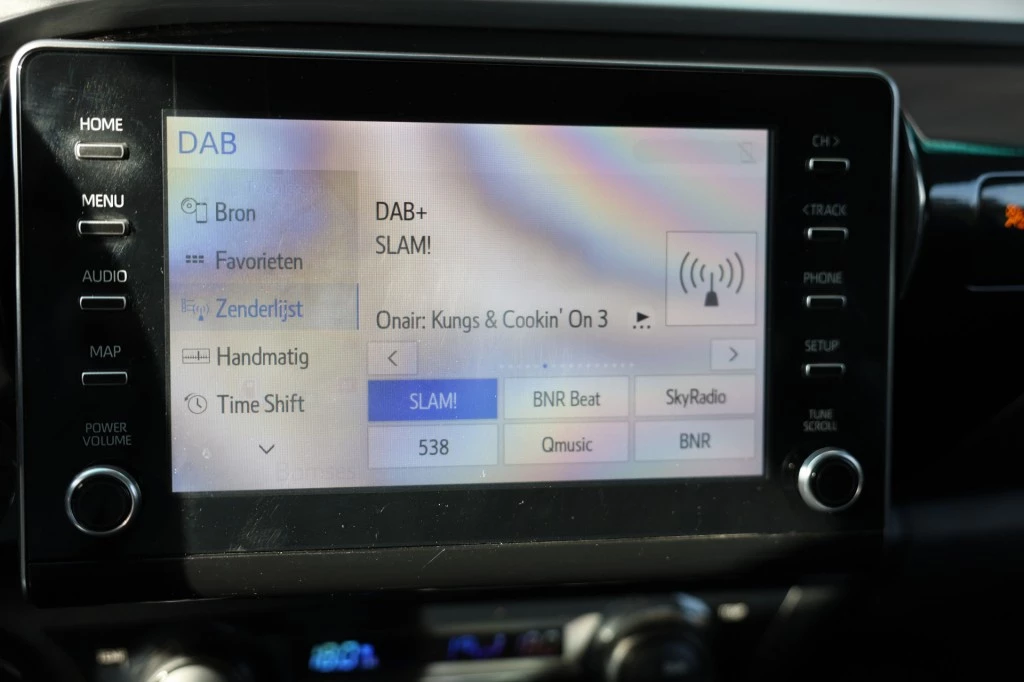 HOME
MENU
AUDIO
MAP
POWER
VOLUME
DAB
Bron
Favorieten
Zenderlijst
Handmatig
Time Shift
DAB+
SLAM!
Onair: Kungs & Cookin' On 3
<
>
SLAM!
BNR Beat
SkyRadio
538
Qmusic
BNR
CH >
< TRACK
PHONE
SETUP
TUNE
SCROLL